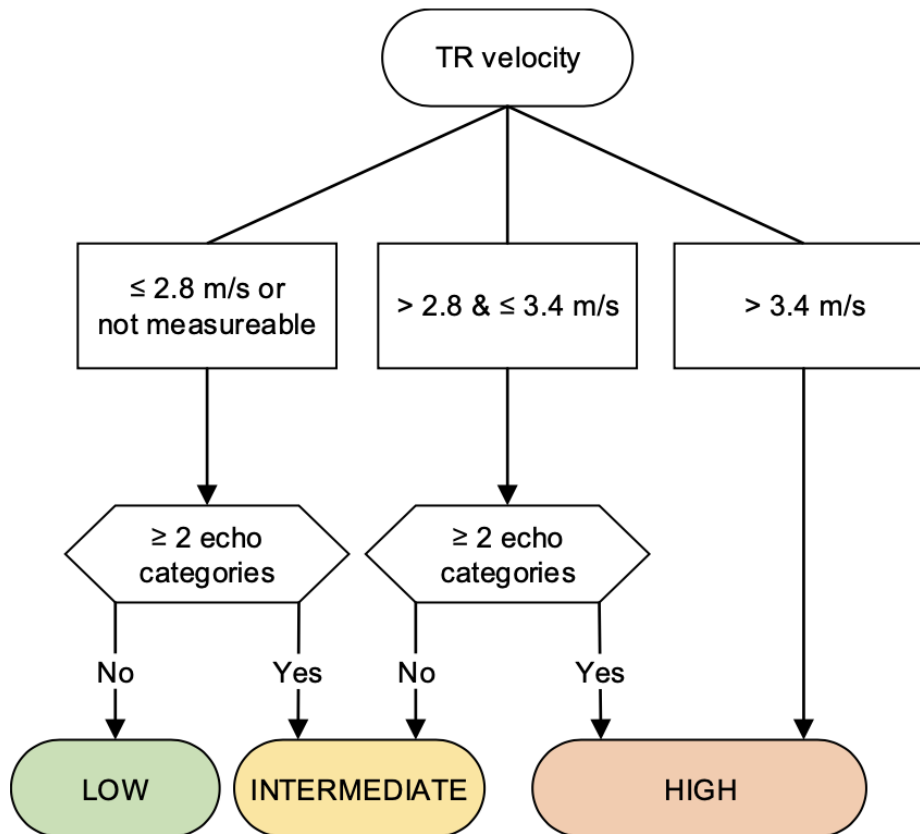 TR velocity
≤ 2.8 m/s or
not measureable
> 2.8 & ≤ 3.4 m/s
> 3.4 m/s
≥ 2 echo
categories
≥ 2 echo
categories
No
Yes
No
Yes
LOW
INTERMEDIATE
HIGH